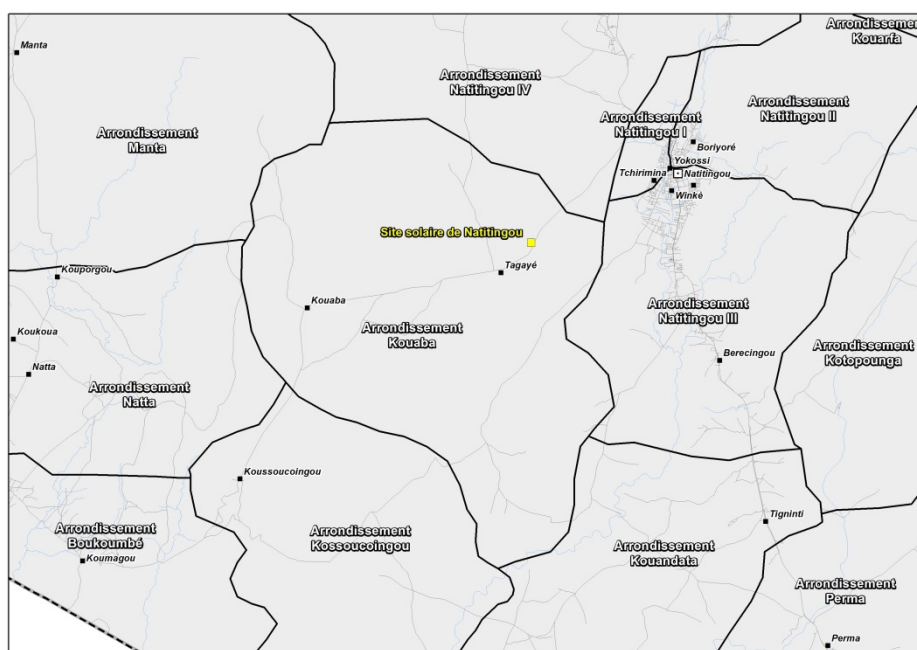 Arrondissement
Kouarfa
Manta
Arrondissement
Natitingou IV
Arrondissement
Natitingou II
Arrondissement
Natitingou I
Arrondissement
Manta
Boriyoré
Yokossi
Natitingou
Tchirimina
Winkè
Site solaire de Natitingou
Kouporgou
Tagayé
Kouaba
Arrondissement
Natitingou III
Arrondissement
Kouaba
Koukoua
Arrondissement
Kotopounga
Berecingou
Natta
Arrondissement
Natta
Koussoucoingou
Tigninti
Arrondissement
Boukoumbé
Koumagou
Arrondissement
Kossoucoingou
Arrondissement
Kouandata
Arrondissement
Perma
Perma